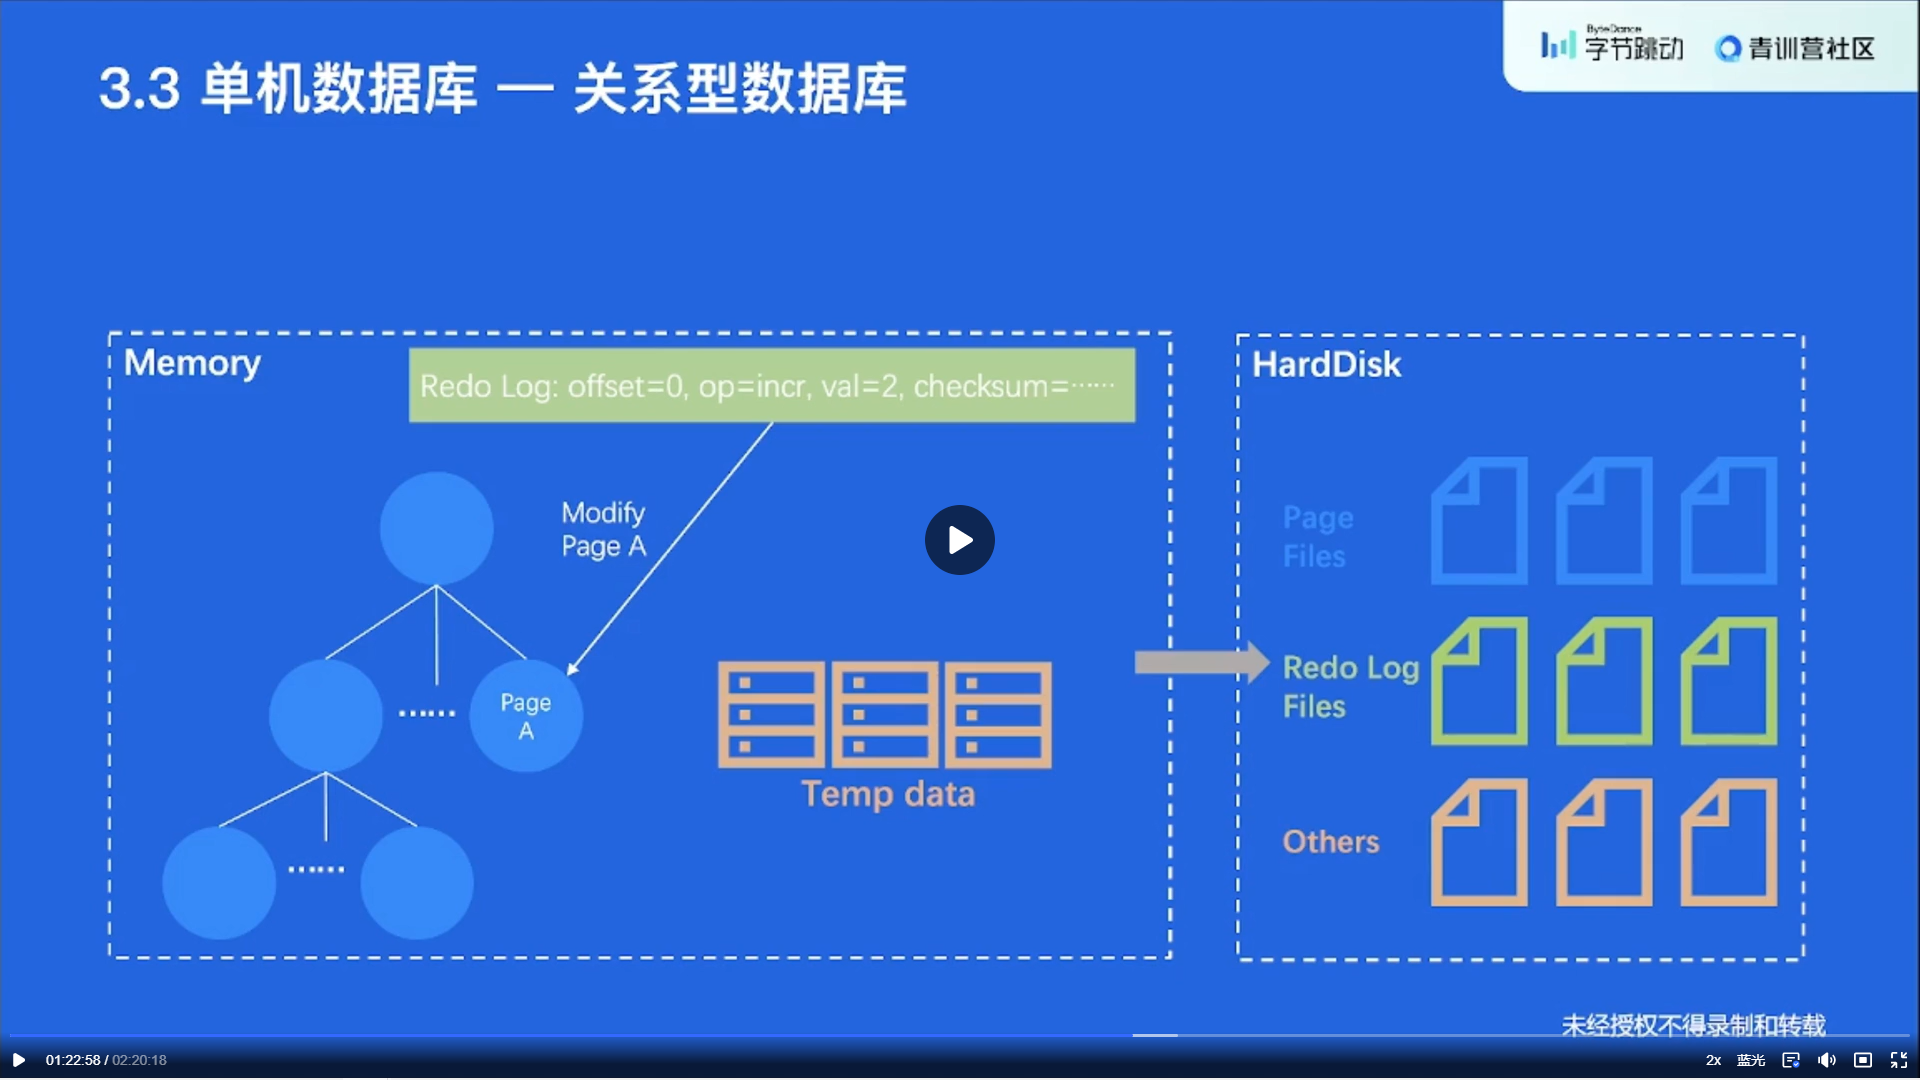 3.3 单机数据库 — 关系型数据库
ByteDance
字节跳动
青训营社区
Memory
Redo Log: offset=0, op=incr, val=2, checksum=……
Modify
Page A
Page
A
……
……
Temp data
HardDisk
Page
Files
Redo Log
Files
Others
未经授权不得录制和转载
01:22:58 / 02:20:18
2x
蓝光